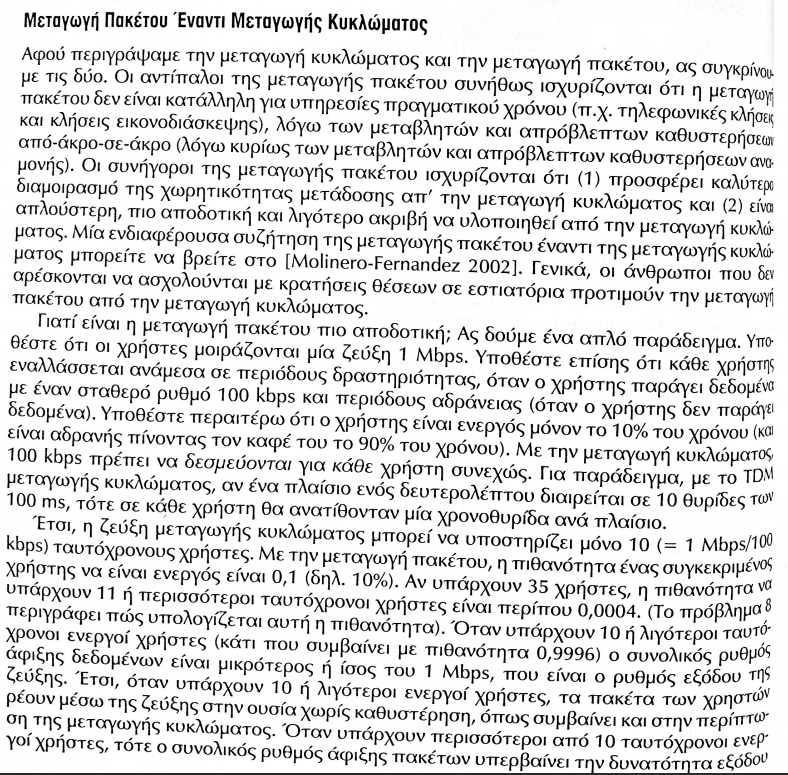 Μεταγωγή Πακέτου Έναντι Μεταγωγής Κυκλώματος
Αφού περιγράψαμε την μεταγωγή κυκλώματος και την μεταγωγή πακέτου, ας συγκρίνου-
με τις δύο. Οι αντίπαλοι της μεταγωγής πακέτου συνήθως ισχυρίζονται ότι η μεταγωγή
πακέτου δεν είναι κατάλληλη για υπηρεσίες πραγματικού χρόνου (π.χ. τηλεφωνικές κλήσεις
και κλήσεις εικονοδιάσκεψης), λόγω των μεταβλητών και απρόβλεπτων καθυστερήσεων
από-άκρο-σε-άκρο (λόγω κυρίως των μεταβλητών και απρόβλεπτων καθυστερήσεων ανα-
μονής). Οι συνήγοροι της μεταγωγής πακέτου ισχυρίζονται ότι (1) προσφέρει καλύτερο
διαμοιρασμό της χωρητικότητας μετάδοσης απ' την μεταγωγή κυκλώματος και (2) είναι
απλούστερη, πιο αποδοτική και λιγότερο ακριβή να υλοποιηθεί από την μεταγωγή κυκλώ-
ματος. Μία ενδιαφέρουσα συζήτηση της μεταγωγής πακέτου έναντι της μεταγωγής κυκλώ-
ματος μπορείτε να βρείτε στο [Molinero-Fernandez 2002]. Γενικά, οι άνθρωποι που δεν
αρέσκονται να ασχολούνται με κρατήσεις θέσεων σε εστιατόρια προτιμούν την μεταγωγή
πακέτου από την μεταγωγή κυκλώματος.
Γιατί είναι η μεταγωγή πακέτου πιο αποδοτική; Ας δούμε ένα απλό παράδειγμα. Υπο-
θέστε ότι οι χρήστες μοιράζονται μία ζεύξη 1 Mbps. Υποθέστε επίσης ότι κάθε χρήστης
εναλλάσσεται ανάμεσα σε περιόδους δραστηριότητας, όταν ο χρήστης παράγει δεδομένα
με έναν σταθερό ρυθμό 100 kbps και περιόδους αδράνειας (όταν ο χρήστης δεν παράγει
δεδομένα). Υποθέστε περαιτέρω ότι ο χρήστης είναι ενεργός μόνον το 10% του χρόνου (και
είναι αδρανής πίνοντας τον καφέ του το 90% του χρόνου). Με την μεταγωγή κυκλώματος,
100 kbps πρέπει να δεσμεύονται για κάθε χρήστη συνεχώς. Για παράδειγμα, με το TDM
μεταγωγής κυκλώματος, αν ένα πλαίσιο ενός δευτερολέπτου διαιρείται σε 10 θυρίδες των
100 ms, τότε σε κάθε χρήστη θα ανατίθονταν μία χρονοθυρίδα ανά πλαίσιο.
Έτσι, η ζεύξη μεταγωγής κυκλώματος μπορεί να υποστηρίζει μόνο 10 (= 1 Mbps/100
kbps) ταυτόχρονους χρήστες. Με την μεταγωγή πακέτου, η πιθανότητα ένας συγκεκριμένος
χρήστης να είναι ενεργός είναι 0,1 (δηλ. 10%). Αν υπάρχουν 35 χρήστες, η πιθανότητα να
υπάρχουν 11 ή περισσότεροι ταυτόχρονοι χρήστες είναι περίπου 0,0004. (Το πρόβλημα 8
περιγράφει πώς υπολογίζεται αυτή η πιθανότητα). Όταν υπάρχουν 10 ή λιγότεροι ταυτό-
χρονοι ενεργοί χρήστες (κάτι που συμβαίνει με πιθανότητα 0,9996) ο συνολικός ρυθμός
άφιξης δεδομένων είναι μικρότερος ή ίσος του 1 Mbps, που είναι ο ρυθμός εξόδου της
ζεύξης. Έτσι, όταν υπάρχουν 10 ή λιγότεροι ενεργοί χρήστες, τα πακέτα των χρηστών
ρέουν μέσω της ζεύξης στην ουσία χωρίς καθυστέρηση, όπως συμβαίνει και στην περίπτω-
ση της μεταγωγής κυκλώματος. Όταν υπάρχουν περισσότεροι από 10 ταυτόχρονοι ενερ-
γοί χρήστες, τότε ο συνολικός ρυθμός άφιξης πακέτων υπερβαίνει την δυνατότητα εξόδου